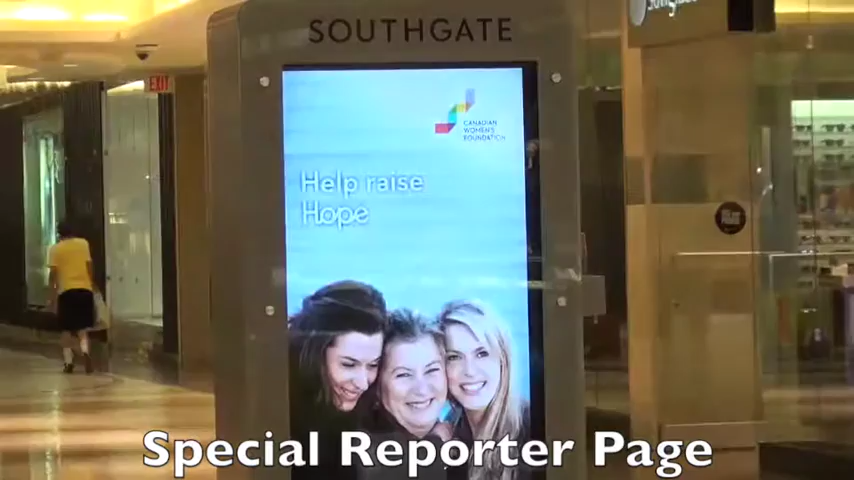 SOUTHGATE
EXIT
CANADIAN
WOMEN'S
FOUNDATION
Help raise
Hope
Special Reporter Page